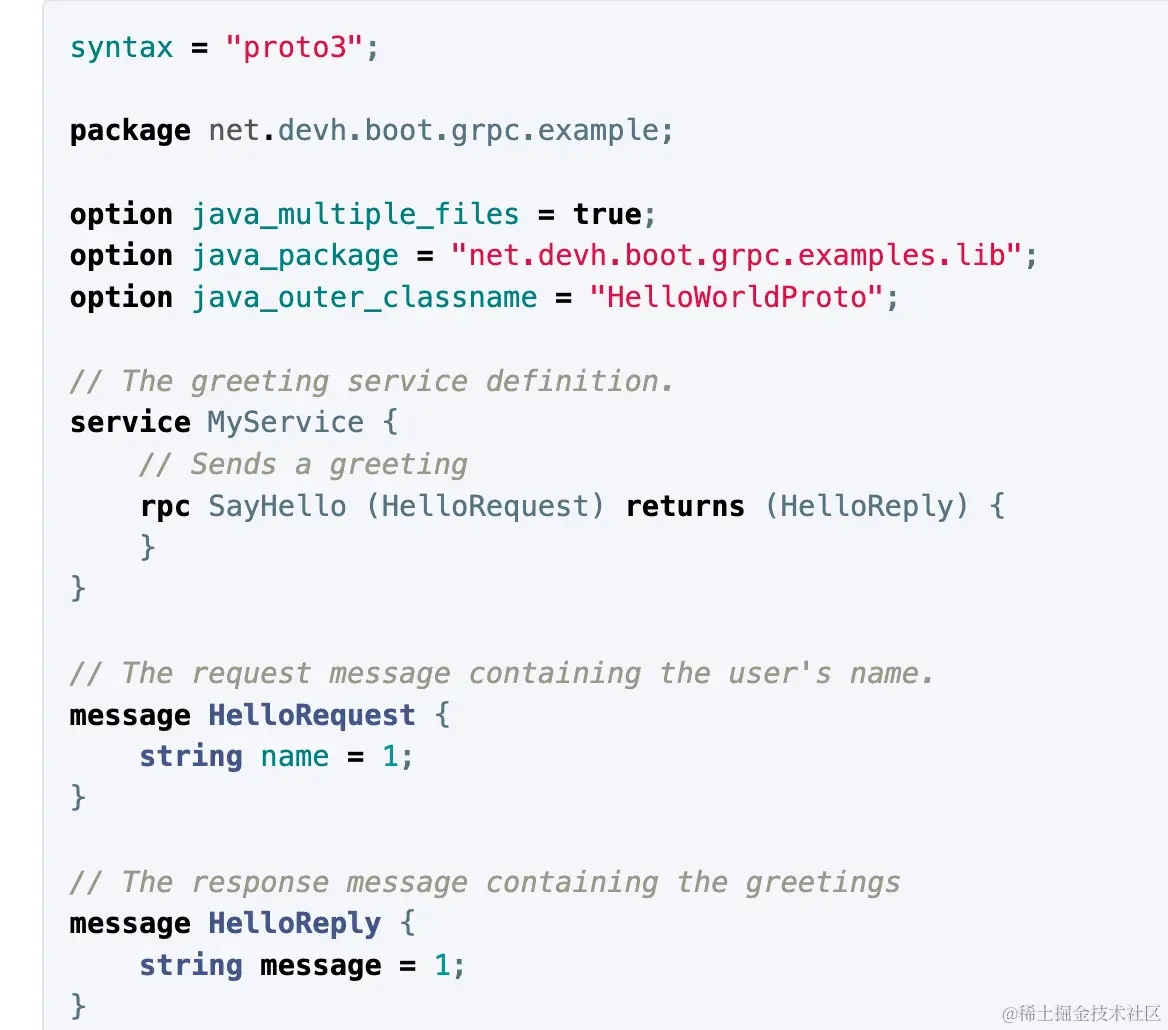 syntax = "proto3";
package net.devh.boot.grpc.example;
option java_multiple_files = true;
option java_package = "net.devh.boot.grpc.examples.lib";
option java_outer_classname = "HelloWorldProto";
// The greeting service definition.
service MyService {
    // Sends a greeting
    rpc SayHello (HelloRequest) returns (HelloReply) {
    }
}
// The request message containing the user's name.
message HelloRequest {
    string name = 1;
}
// The response message containing the greetings
message HelloReply {
    string message = 1;
}
@稀土掘金技术社区